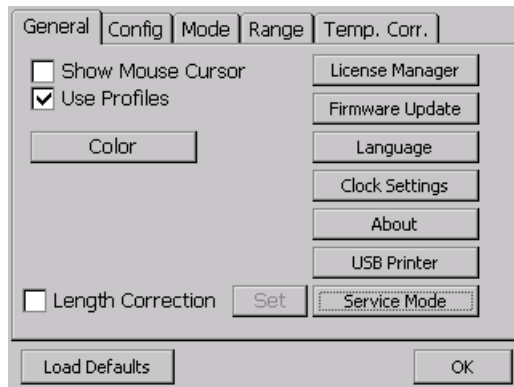 General Config Mode Range Temp. Corr.
Show Mouse Cursor License Manager
Use Profiles Firmware Update
Color Language
Clock Settings
About
USB Printer
Length Correction Set Service Mode
Load Defaults OK